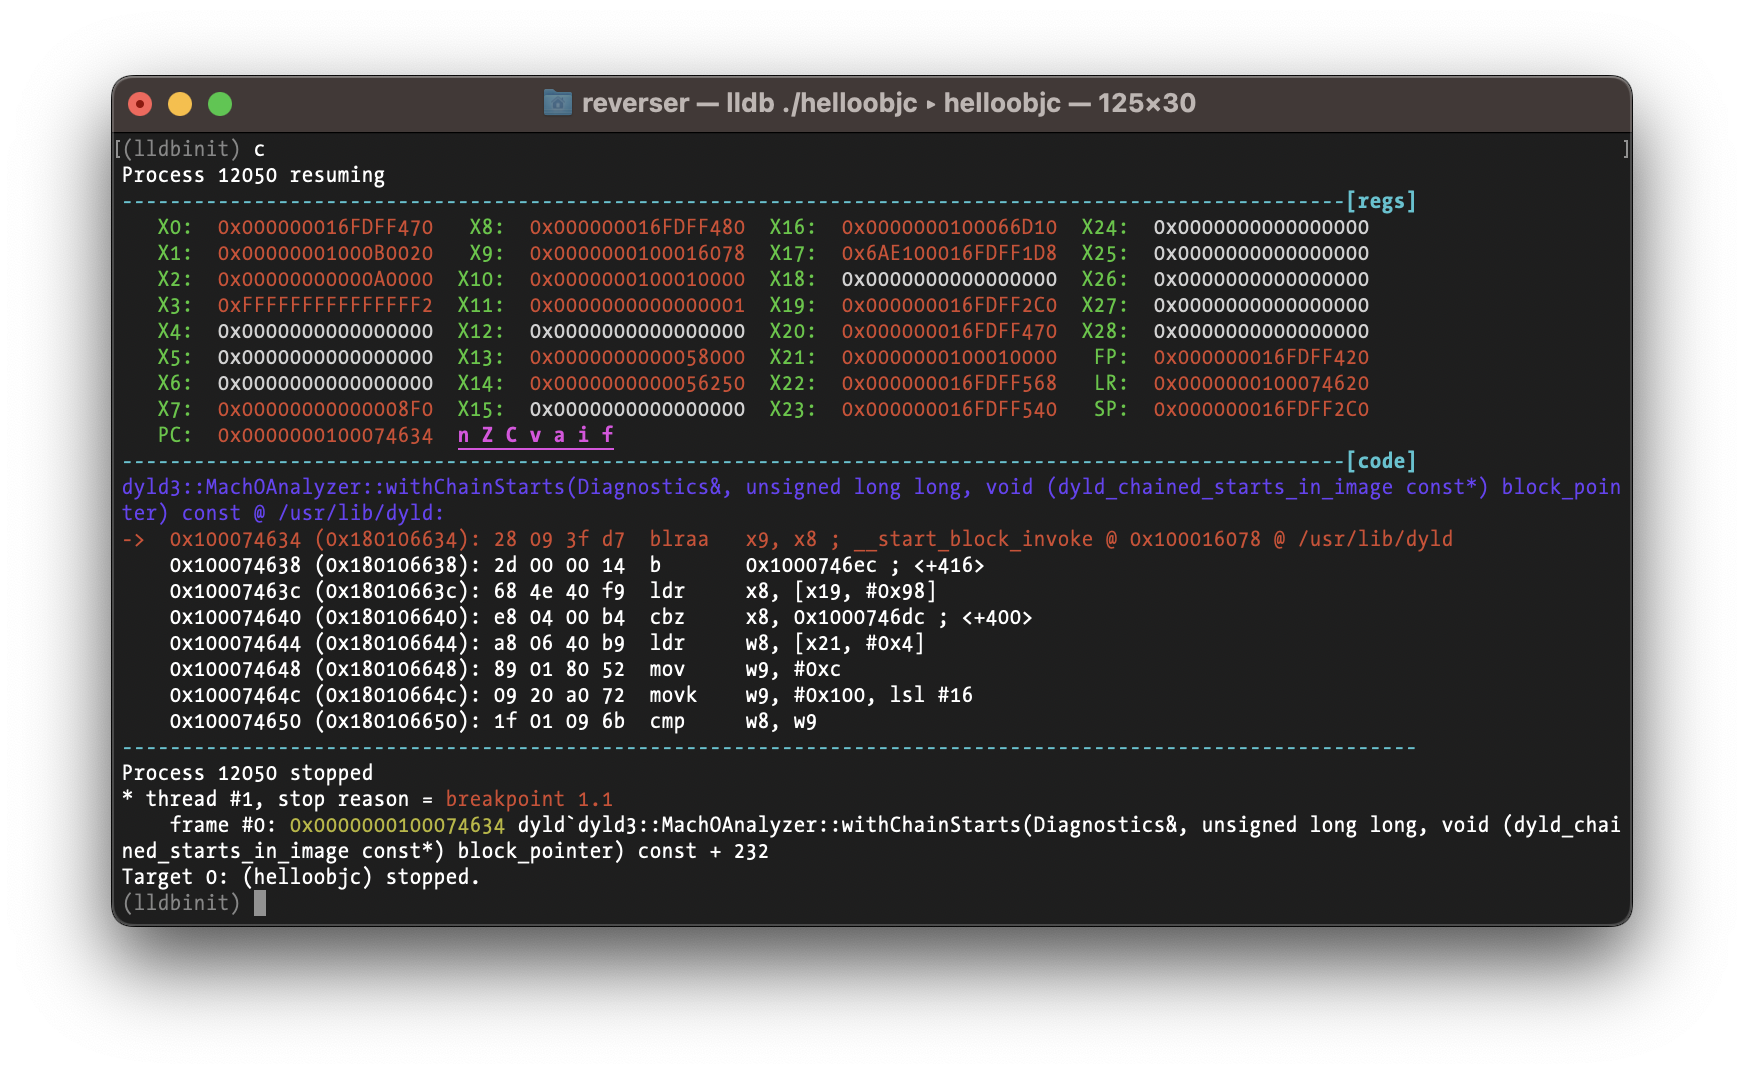 reverser — lldb ./helloobjc ▸ helloobjc — 125×30
[(lldbinit) c ]
Process 12050 resuming
------------------------------------------------------------------------------------------------------[regs]
X0: 0x000000016FDFF470 X8: 0x000000016FDFF480 X16: 0x0000000100066D10 X24: 0x0000000000000000
X1: 0x00000001000B0020 X9: 0x0000000100016078 X17: 0x6AE100016FDFF1D8 X25: 0x0000000000000000
X2: 0x00000000000A0000 X10: 0x0000000100010000 X18: 0x0000000000000000 X26: 0x0000000000000000
X3: 0xFFFFFFFFFFFFFFF2 X11: 0x0000000000000001 X19: 0x000000016FDFF2C0 X27: 0x0000000000000000
X4: 0x0000000000000000 X12: 0x0000000000000000 X20: 0x000000016FDFF470 X28: 0x0000000000000000
X5: 0x0000000000000000 X13: 0x0000000000058000 X21: 0x0000000100010000 FP: 0x000000016FDFF420
X6: 0x0000000000000000 X14: 0x0000000000056250 X22: 0x000000016FDFF568 LR: 0x0000000100074620
X7: 0x00000000000008F0 X15: 0x0000000000000000 X23: 0x000000016FDFF540 SP: 0x000000016FDFF2C0
PC: 0x0000000100074634 n Z C v a i f
------------------------------------------------------------------------------------------------------[code]
dyld3::MachOAnalyzer::withChainStarts(Diagnostics&, unsigned long long, void (dyld_chained_starts_in_image const*) block_poin
ter) const @ /usr/lib/dyld:
-> 0x100074634 (0x180106634): 28 09 3f d7 blraa x9, x8 ; __start_block_invoke @ 0x100016078 @ /usr/lib/dyld
0x100074638 (0x180106638): 2d 00 00 14 b 0x1000746ec ; <+416>
0x10007463c (0x18010663c): 68 4e 40 f9 ldr x8, [x19, #0x98]
0x100074640 (0x180106640): e8 04 00 b4 cbz x8, 0x1000746dc ; <+400>
0x100074644 (0x180106644): a8 06 40 b9 ldr w8, [x21, #0x4]
0x100074648 (0x180106648): 89 01 80 52 mov w9, #0xc
0x10007464c (0x18010664c): 09 20 a0 72 movk w9, #0x100, lsl #16
0x100074650 (0x180106650): 1f 01 09 6b cmp w8, w9
------------------------------------------------------------------------------------------------------------
Process 12050 stopped
* thread #1, stop reason = breakpoint 1.1
frame #0: 0x0000000100074634 dyld`dyld3::MachOAnalyzer::withChainStarts(Diagnostics&, unsigned long long, void (dyld_chai
ned_starts_in_image const*) block_pointer) const + 232
Target 0: (helloobjc) stopped.
(lldbinit)